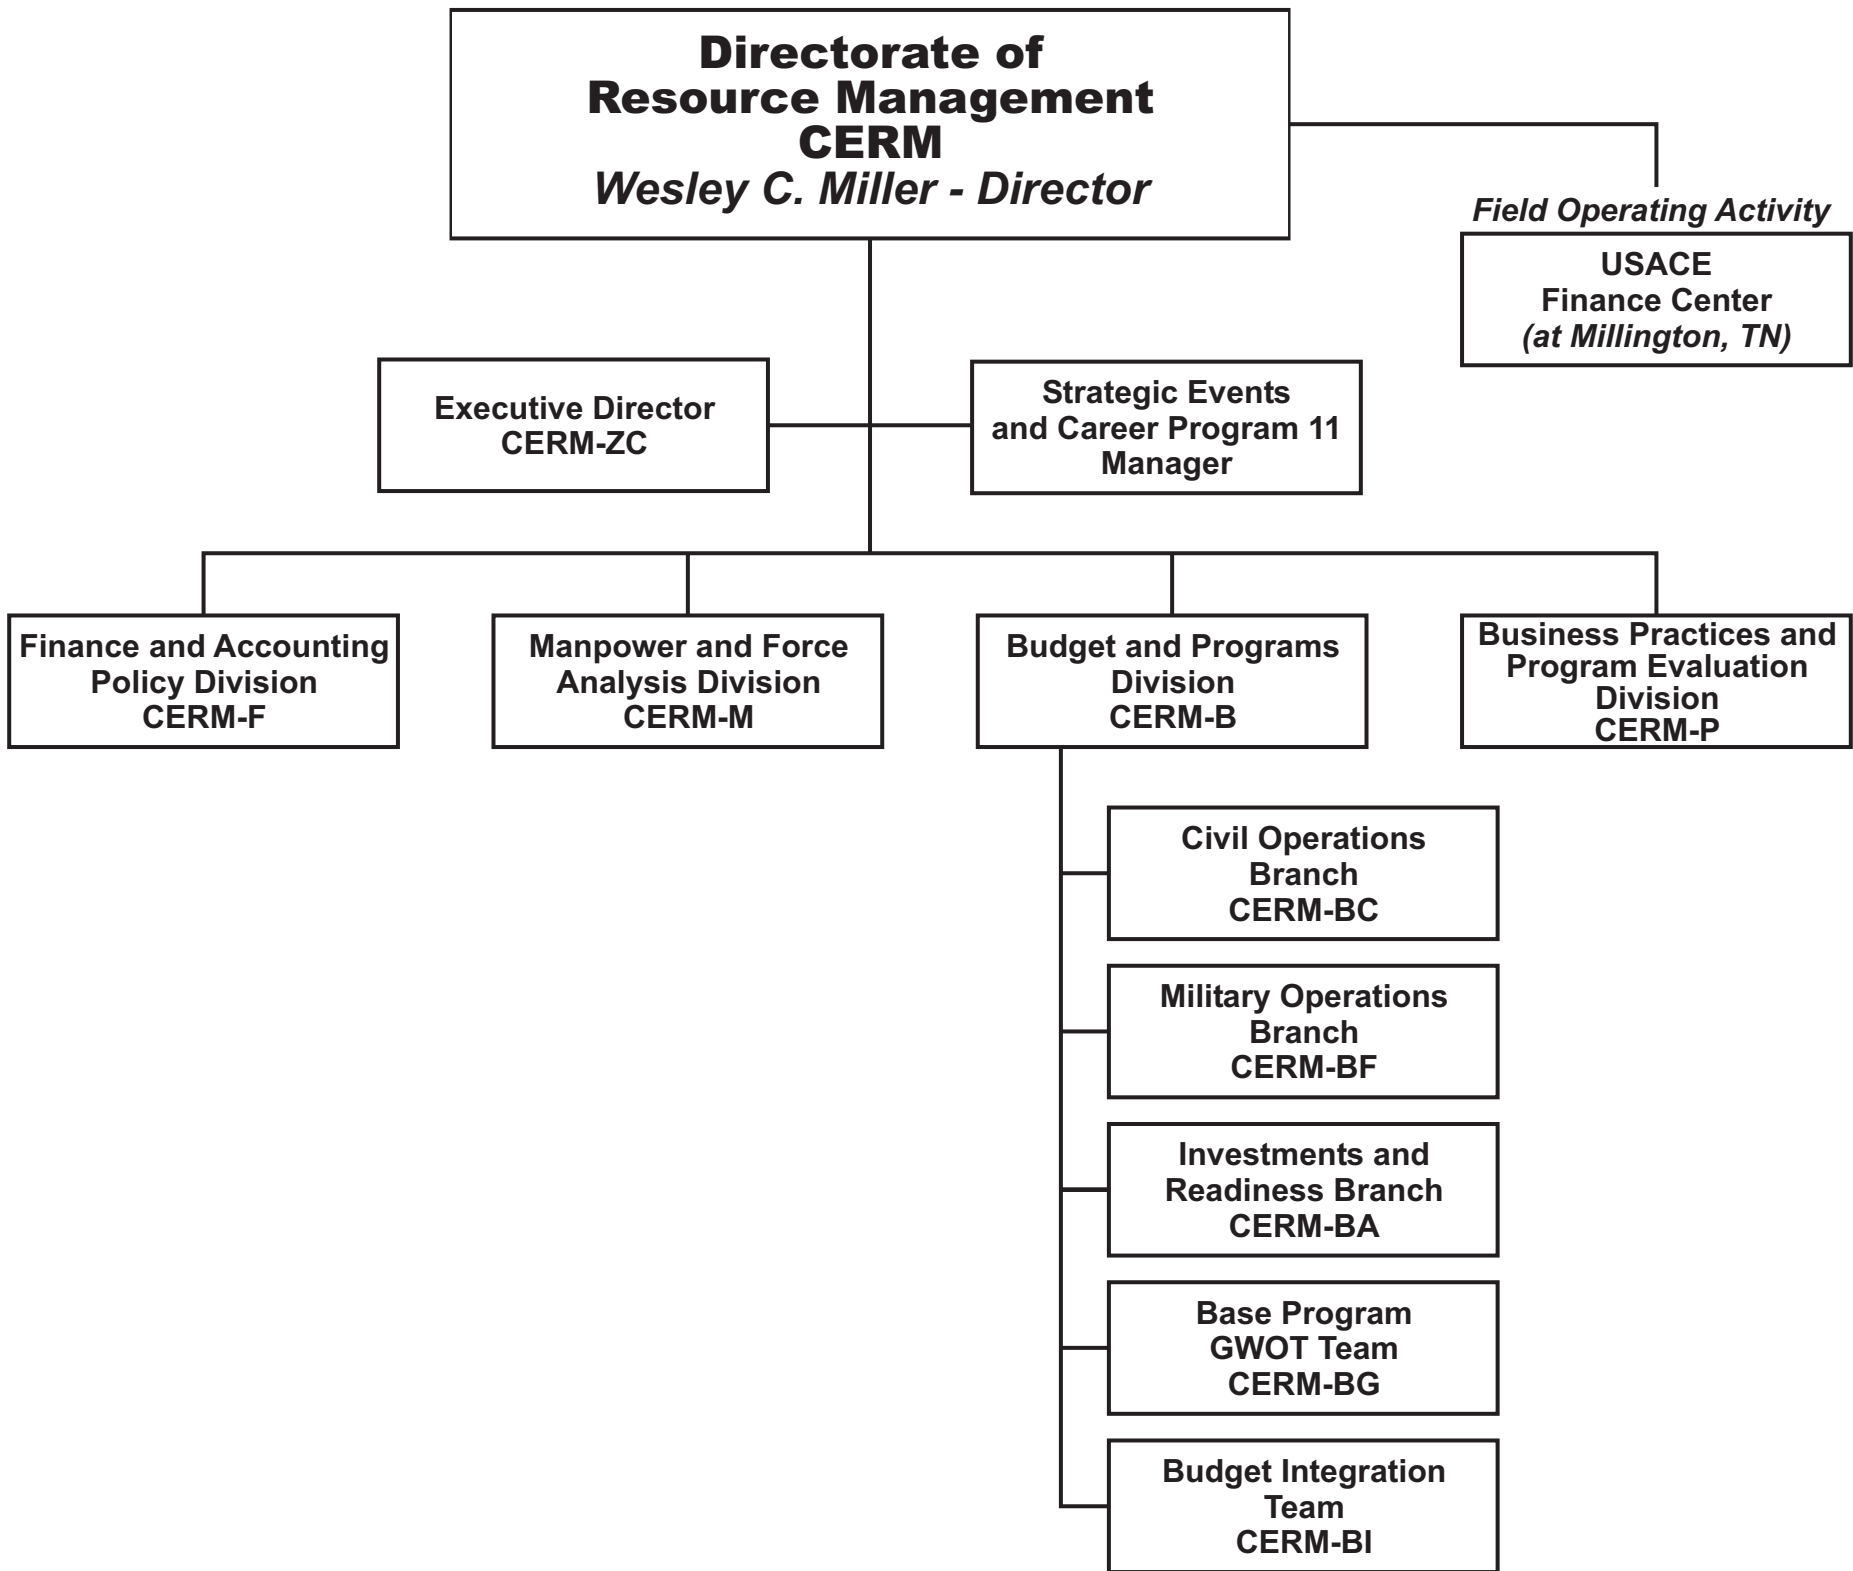 Directorate of
Resource Management
CERM
Wesley C. Miller - Director
Field Operating Activity
USACE
Finance Center
(at Millington, TN)
Executive Director
CERM-ZC
Strategic Events
and Career Program 11
Manager
Finance and Accounting
Policy Division
CERM-F
Manpower and Force
Analysis Division
CERM-M
Budget and Programs
Division
CERM-B
Business Practices and
Program Evaluation
Division
CERM-P
Civil Operations
Branch
CERM-BC
Military Operations
Branch
CERM-BF
Investments and
Readiness Branch
CERM-BA
Base Program
GWOT Team
CERM-BG
Budget Integration
Team
CERM-BI